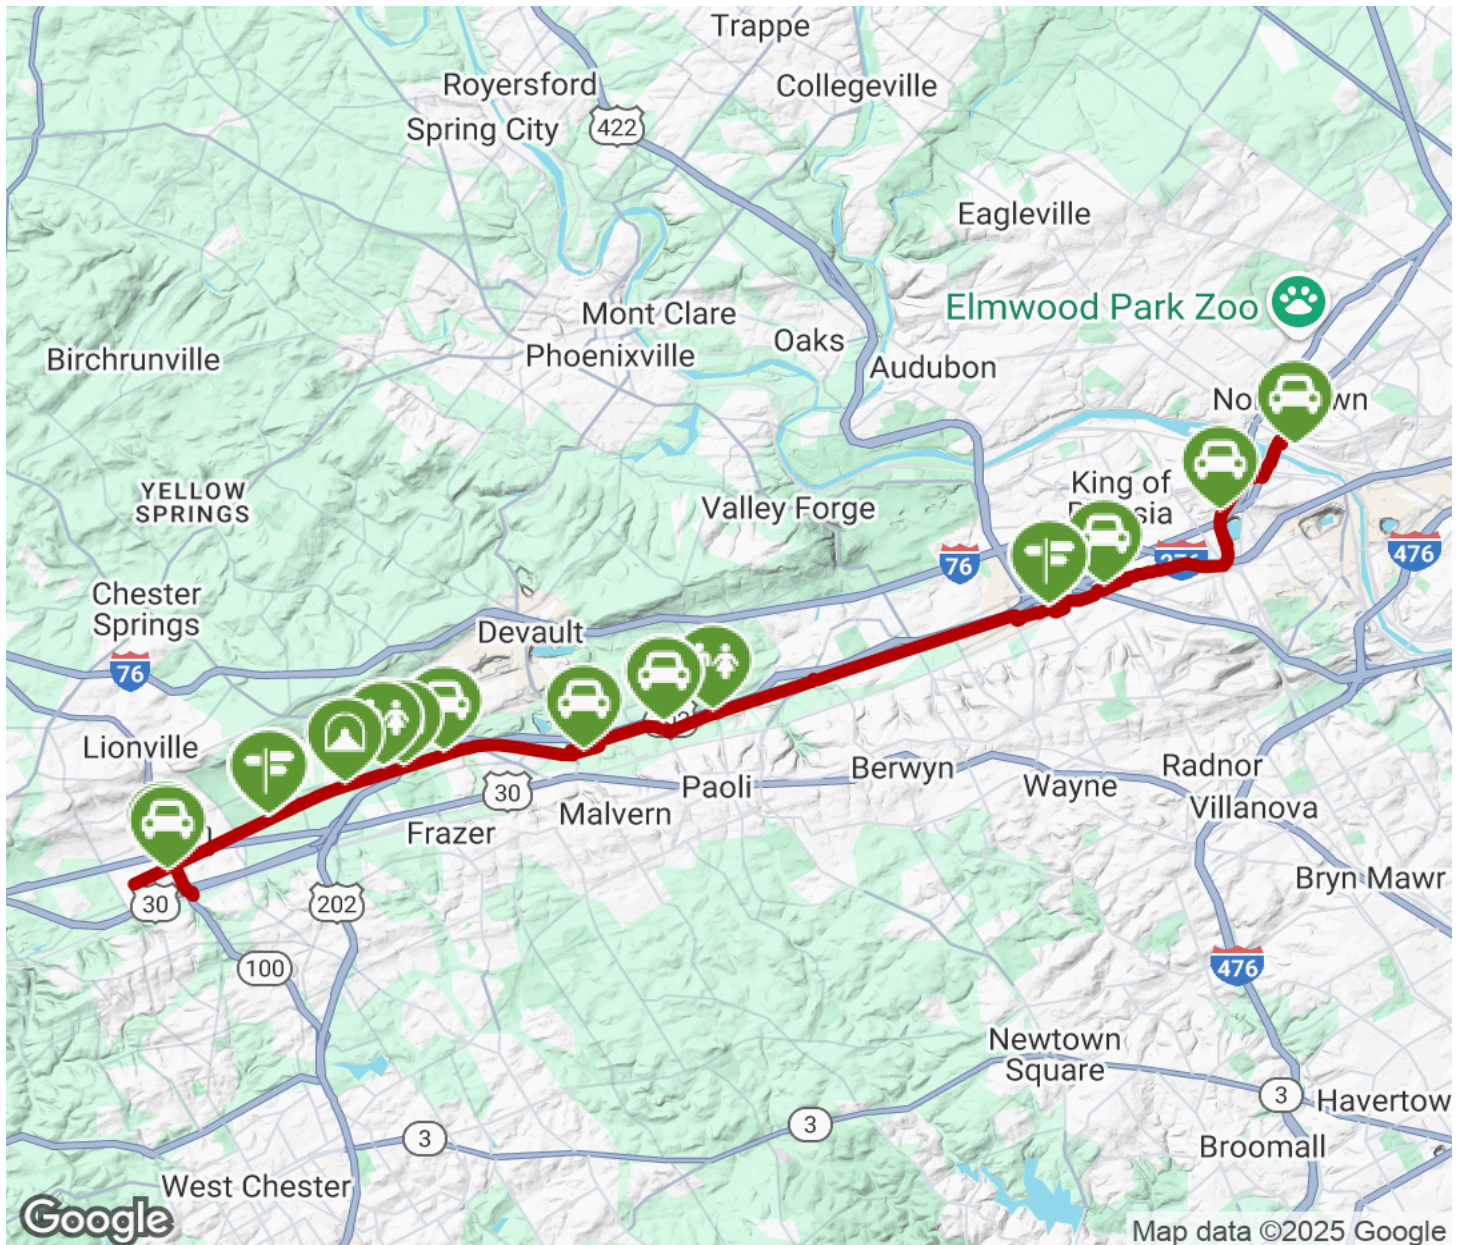 Trappe
Royersford
Collegeville
Spring City
422
Eagleville
Elmwood Park Zoo
Mont Clare
Oaks
Birchrunville
Phoenixville
Audubon
King of
YELLOW
SPRINGS
Valley Forge
76
476
Chester
Springs
Devault
76
Lionville
30
Paoli
Berwyn
Wayne
Radnor
Villanova
Malvern
Frazer
Bryn Mawr
30
202
100
476
Newtown
Square
3
Havertow
3
3
Broomall
West Chester
Google
Map data ©2025 Google